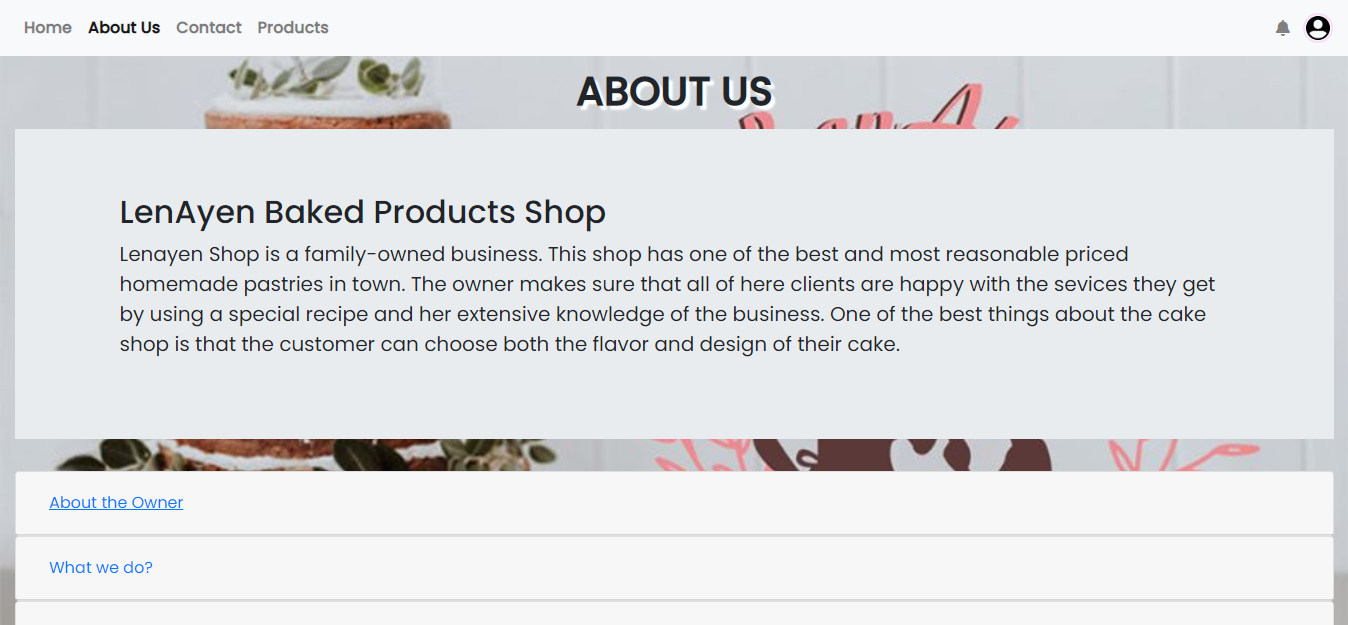 Home About Us Contact Products
ABOUT US
LenAyen Baked Products Shop
Lenayen Shop is a family-owned business. This shop has one of the best and most reasonable priced
homemade pastries in town. The owner makes sure that all of here clients are happy with the sevices they get
by using a special recipe and her extensive knowledge of the business. One of the best things about the cake
shop is that the customer can choose both the flavor and design of their cake.
About the Owner
What we do?